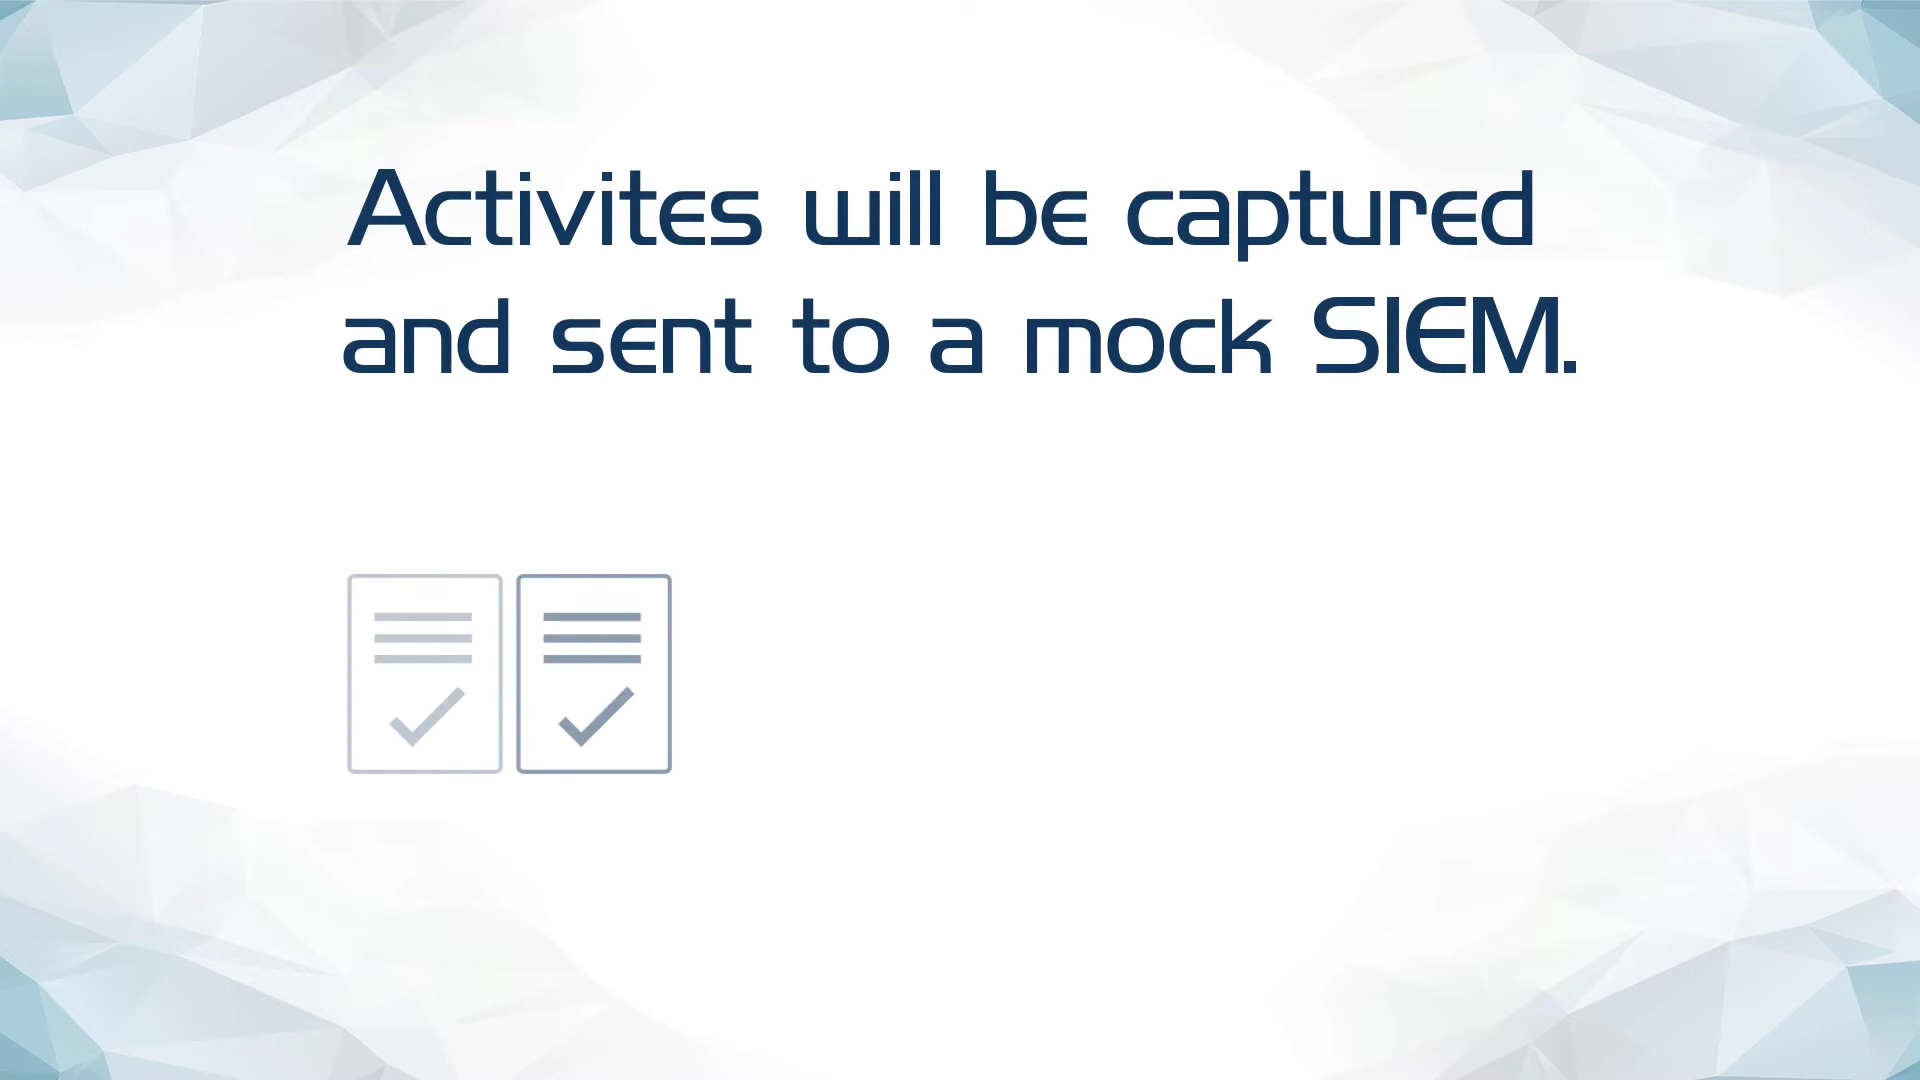 Activites will be captured
and sent to a mock SIEM.